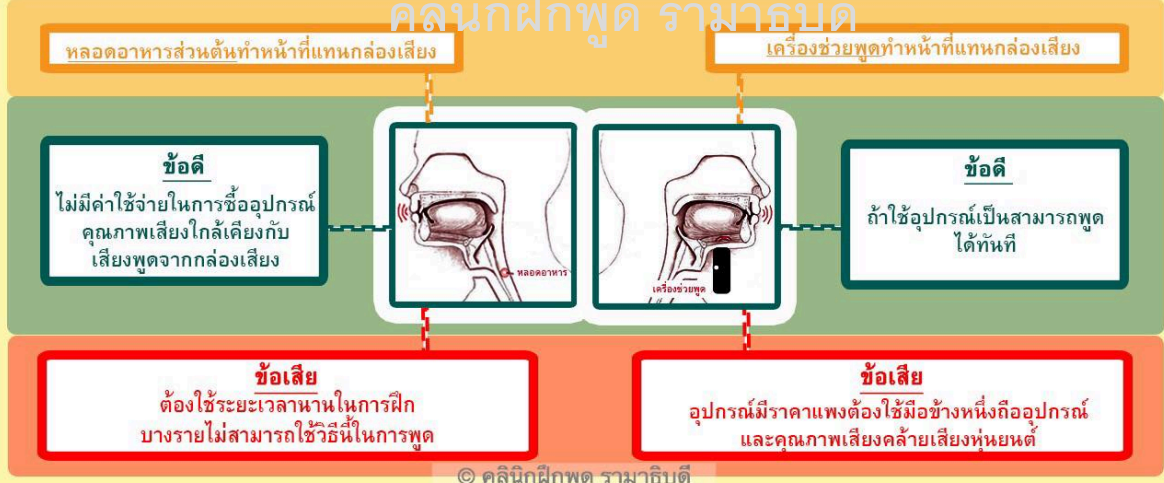 คลินิกฝึกพูด รามาธิบดี
หลอดอาหารส่วนต้นทำหน้าที่แทนกล่องเสียง
เครื่องช่วยพูดทำหน้าที่แทนกล่องเสียง
ข้อดี
ไม่มีค่าใช้จ่ายในการซื้ออุปกรณ์
คุณภาพเสียงใกล้เคียงกับ
เสียงพูดจากกล่องเสียง
หลอดอาหาร
เครื่องช่วยพูด
ข้อดี
ถ้าใช้อุปกรณ์เป็นสามารถพูด
ได้ทันที
ข้อเสีย
ต้องใช้ระยะเวลานานในการฝึก
บางรายไม่สามารถใช้วิธีนี้ในการพูด
ข้อเสีย
อุปกรณ์มีราคาแพงต้องใช้มือข้างหนึ่งถืออุปกรณ์
และคุณภาพเสียงคล้ายเสียงหุ่นยนต์
© คลินิกฝึกพูด รามาธิบดี